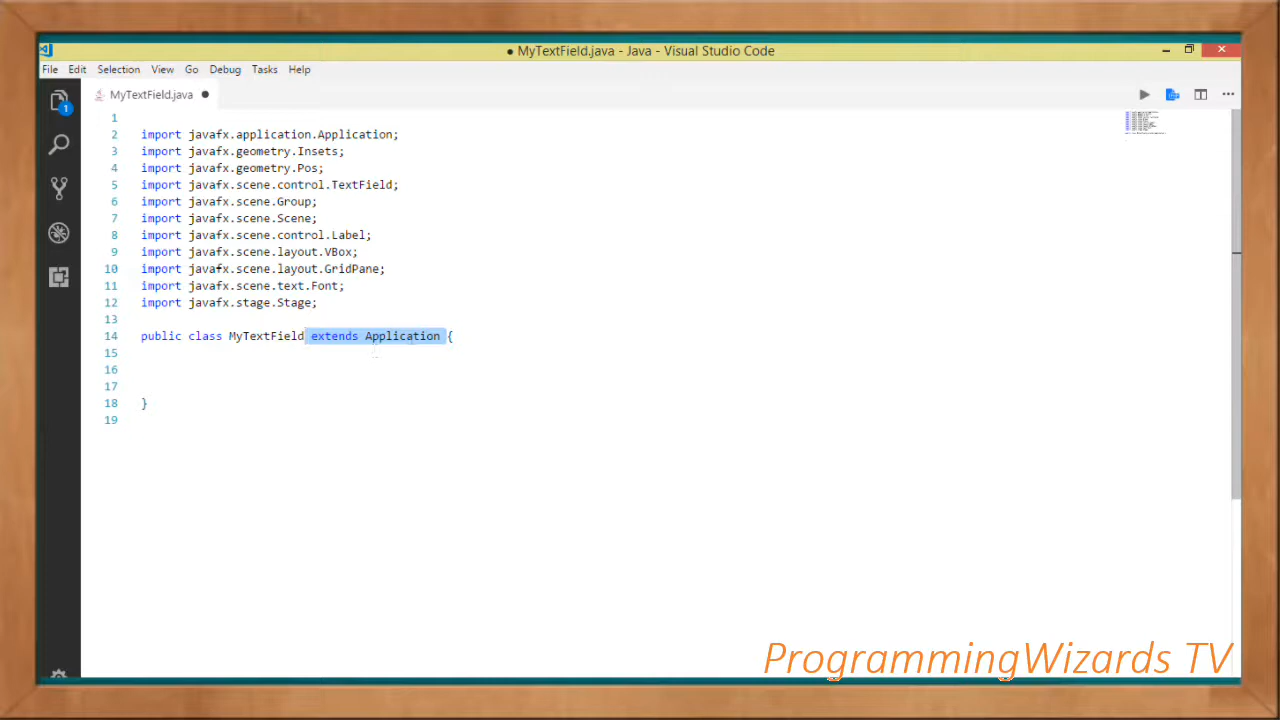 ● MyTextField.java - Java - Visual Studio Code
File Edit Selection View Go Debug Tasks Help
1
MyTextField.java ●
1
2 import javafx.application.Application;
3 import javafx.geometry.Insets;
4 import javafx.geometry.Pos;
5 import javafx.scene.control.TextField;
6 import javafx.scene.Group;
7 import javafx.scene.Scene;
8 import javafx.scene.control.Label;
9 import javafx.scene.layout.VBox;
10 import javafx.scene.layout.GridPane;
11 import javafx.scene.text.Font;
12 import javafx.stage.Stage;
13
14 public class MyTextField extends Application {
15
16
17
18 }
19
ProgrammingWizards TV